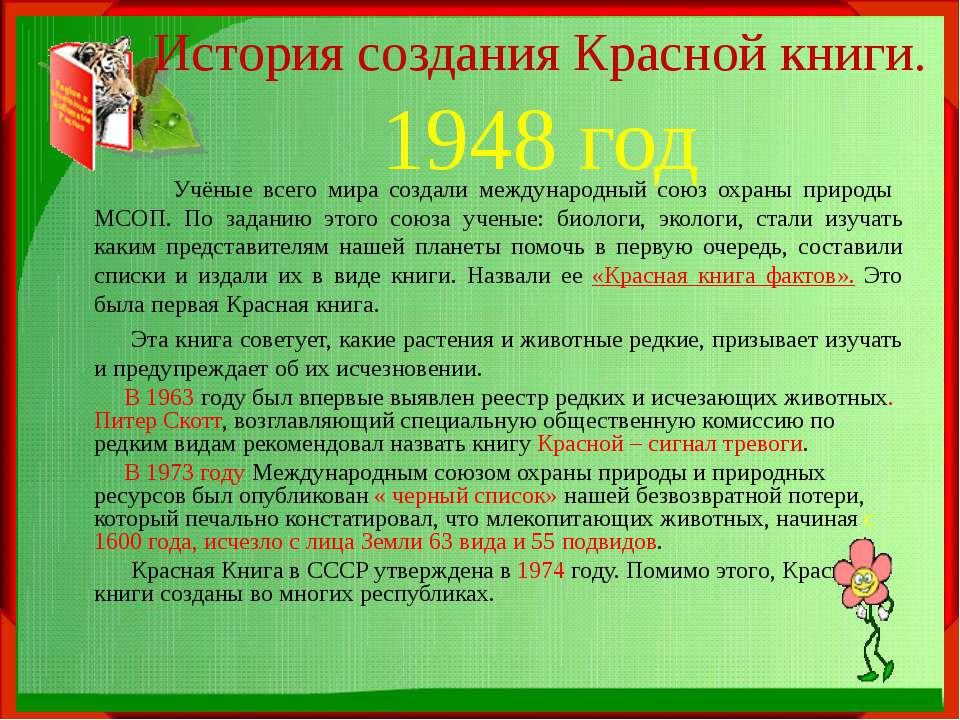 История создания Красной книги.
1948 год
Учёные всего мира создали международный союз охраны природы
МСОП. По заданию этого союза ученые: биологи, экологи, стали изучать
каким представителям нашей планеты помочь в первую очередь, составили
списки и издали их в виде книги. Назвали ее «Красная книга фактов». Это
была первая Красная книга.
Эта книга советует, какие растения и животные редкие, призывает изучать
и предупреждает об их исчезновении.
В 1963 году был впервые выявлен реестр редких и исчезающих животных.
Питер Скотт, возглавляющий специальную общественную комиссию по
редким видам рекомендовал назвать книгу Красной – сигнал тревоги.
В 1973 году Международным союзом охраны природы и природных
ресурсов был опубликован « черный список» нашей безвозвратной потери,
который печально констатировал, что млекопитающих животных, начиная с
1600 года, исчезло с лица Земли 63 вида и 55 подвидов.
Красная Книга в СССР утверждена в 1974 году. Помимо этого,
книги созданы во многих республиках.